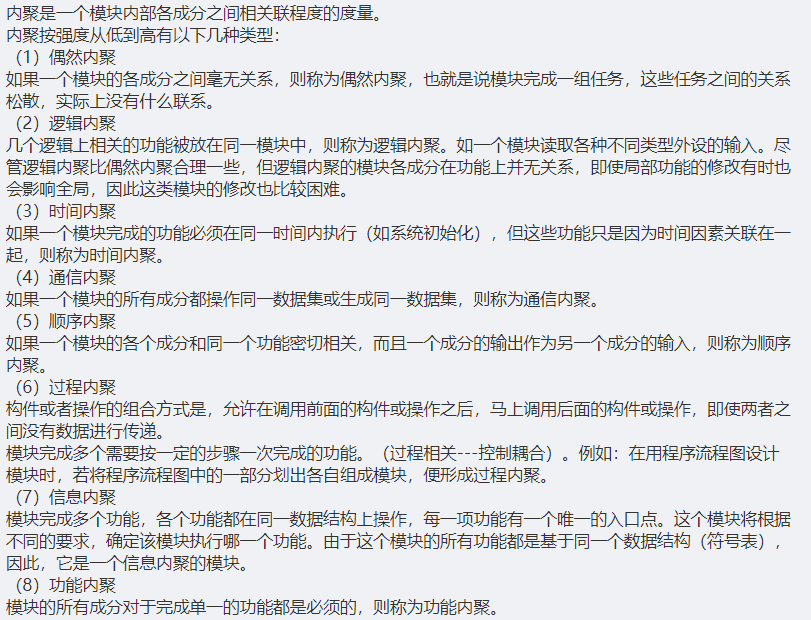 内聚是一个模块内部各成分之间相关联程度的度量。
内聚按强度从低到高有以下几种类型：
（1）偶然内聚
如果一个模块的各成分之间毫无关系，则称为偶然内聚，也就是说模块完成一组任务，这些任务之间的关系
松散，实际上没有什么联系。
（2）逻辑内聚
几个逻辑上相关的功能被放在同一模块中，则称为逻辑内聚。如一个模块读取各种不同类型外设的输入。尽
管逻辑内聚比偶然内聚合理一些，但逻辑内聚的模块各成分在功能上并无关系，即使局部功能的修改有时也
会影响全局，因此这类模块的修改也比较困难。
（3）时间内聚
如果一个模块完成的功能必须在同一时间内执行（如系统初始化），但这些功能只是因为时间因素关联在一
起，则称为时间内聚。
（4）通信内聚
如果一个模块的所有成分都操作同一数据集或生成同一数据集，则称为通信内聚。
（5）顺序内聚
如果一个模块的各个成分和同一个功能密切相关，而且一个成分的输出作为另一个成分的输入，则称为顺序
内聚。
（6）过程内聚
构件或者操作的组合方式是，允许在调用前面的构件或操作之后，马上调用后面的构件或操作，即使两者之
间没有数据进行传递。
模块完成多个需要按一定的步骤一次完成的功能。（过程相关---控制耦合）。例如：在用程序流程图设计
模块时，若将程序流程图中的一部分划出各自组成模块，便形成过程内聚。
（7）信息内聚
模块完成多个功能，各个功能都在同一数据结构上操作，每一项功能有一个唯一的入口点。这个模块将根据
不同的要求，确定该模块执行哪一个功能。由于这个模块的所有功能都是基于同一个数据结构（符号表），
因此，它是一个信息内聚的模块。
（8）功能内聚
模块的所有成分对于完成单一的功能都是必须的，则称为功能内聚。